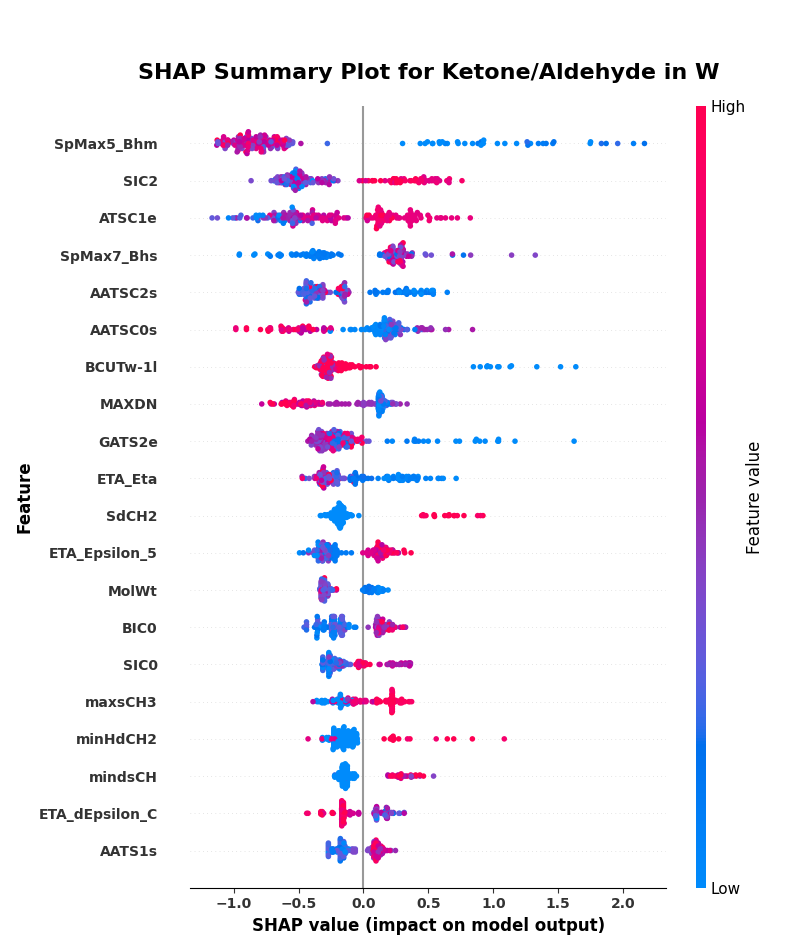 SHAP Summary Plot for Ketone/Aldehyde in W
High
SpMax5_Bhm
SIC2
ATSC1e
SpMax7_Bhs
AATSC2s
AATSC0s
BCUTw-1l
MAXDN
GATS2e
ETA_Eta
SdCH2
ETA_Epsilon_5
MolWt
BIC0
SIC0
maxsCH3
minHdCH2
mindsCH
ETA_dEpsilon_C
AATS1s
Feature
Feature value
Low
−1.0 −0.5 0.0 0.5 1.0 1.5 2.0
SHAP value (impact on model output)